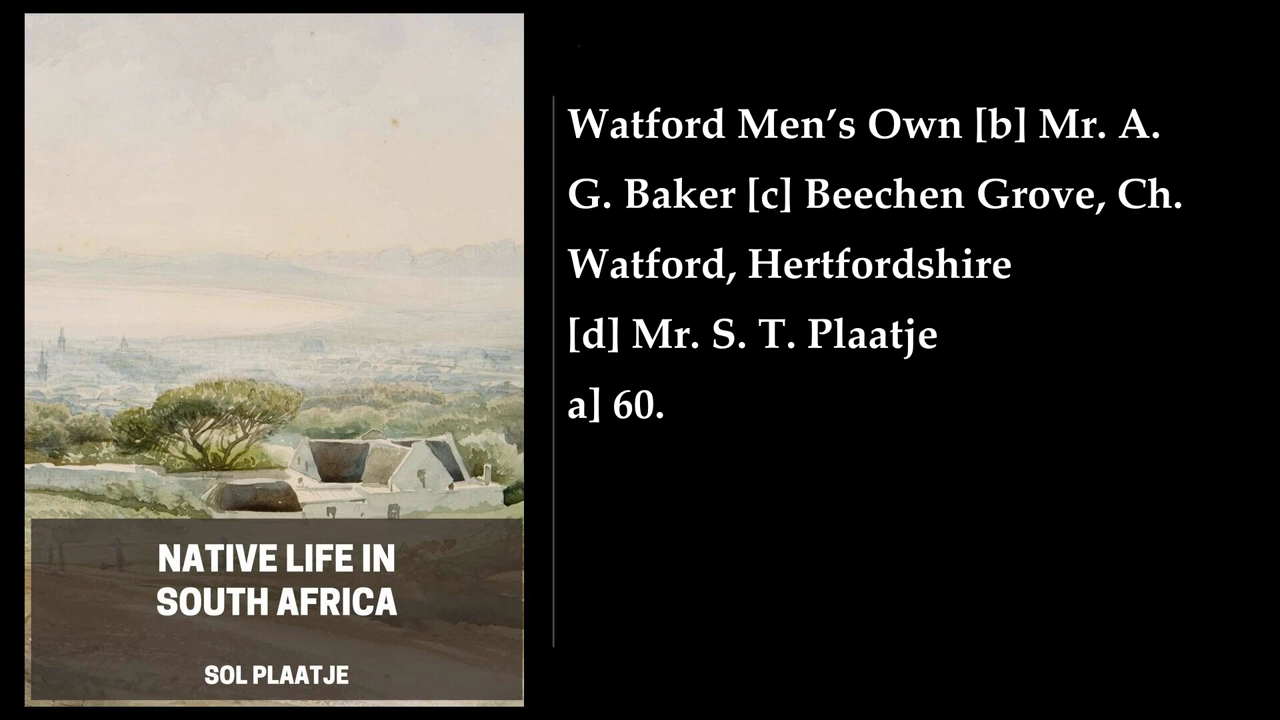 NATIVE LIFE IN
SOUTH AFRICA
SOL PLAATJE
Watford Men’s Own [b] Mr. A.
G. Baker [c] Beechen Grove, Ch.
Watford, Hertfordshire
[d] Mr. S. T. Plaatje
a] 60.